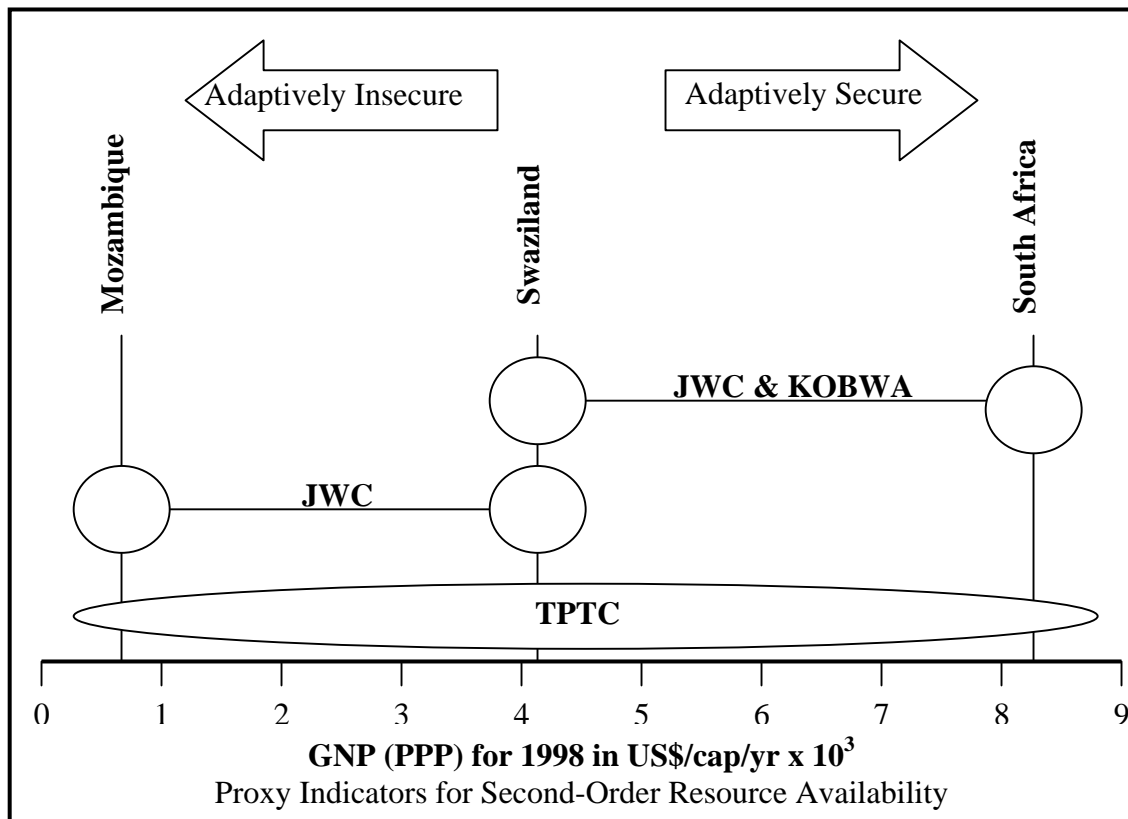 Adaptively Insecure
Adaptively Secure
Mozambique
Swaziland
South Africa
JWC & KOBWA
JWC
TPTC
0 1 2 3 4 5 6 7 8 9
GNP (PPP) for 1998 in US$/cap/yr x 10³
Proxy Indicators for Second-Order Resource Availability